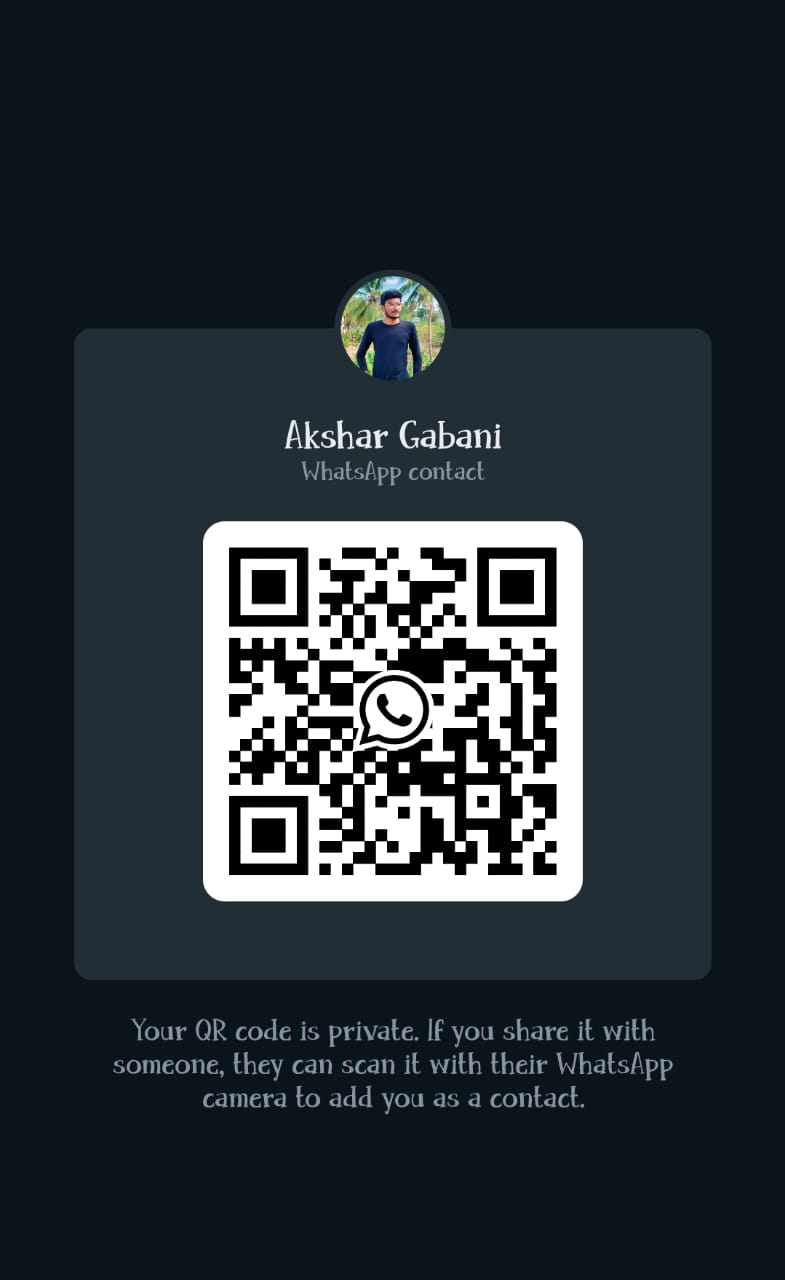 Akshar Gabani
WhatsApp contact
Your QR code is private. If you share it with
someone, they can scan it with their WhatsApp
camera to add you as a contact.